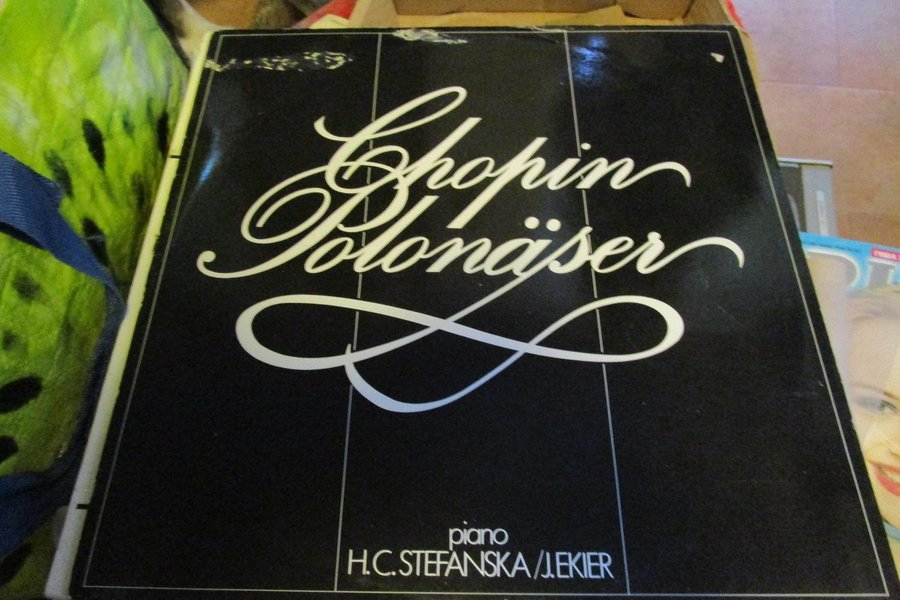 Chopin
Polonäser
piano
H.C. STEFANSKA/J. EKIER